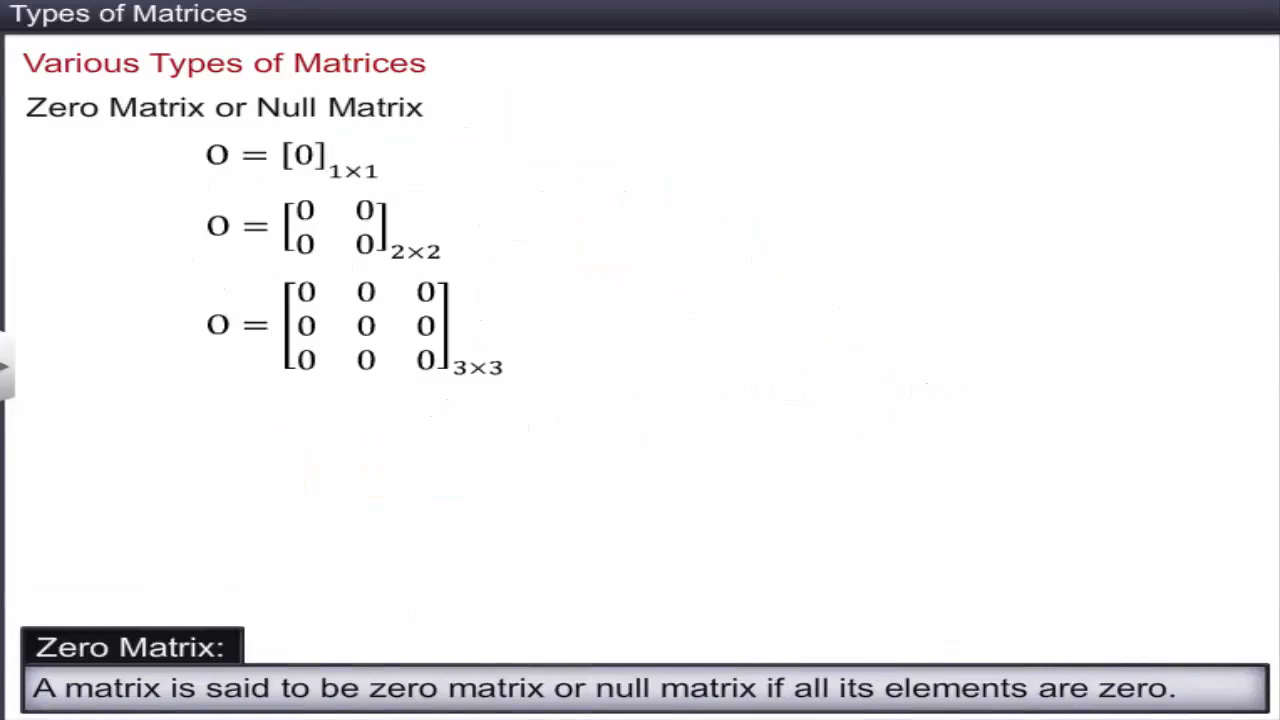 Types of Matrices
Various Types of Matrices
Zero Matrix or Null Matrix
O = [0]1×1
O = [0 0
0 0]2×2
O = [0 0 0
0 0 0
0 0 0]3×3
Zero Matrix:
A matrix is said to be zero matrix or null matrix if all its elements are zero.